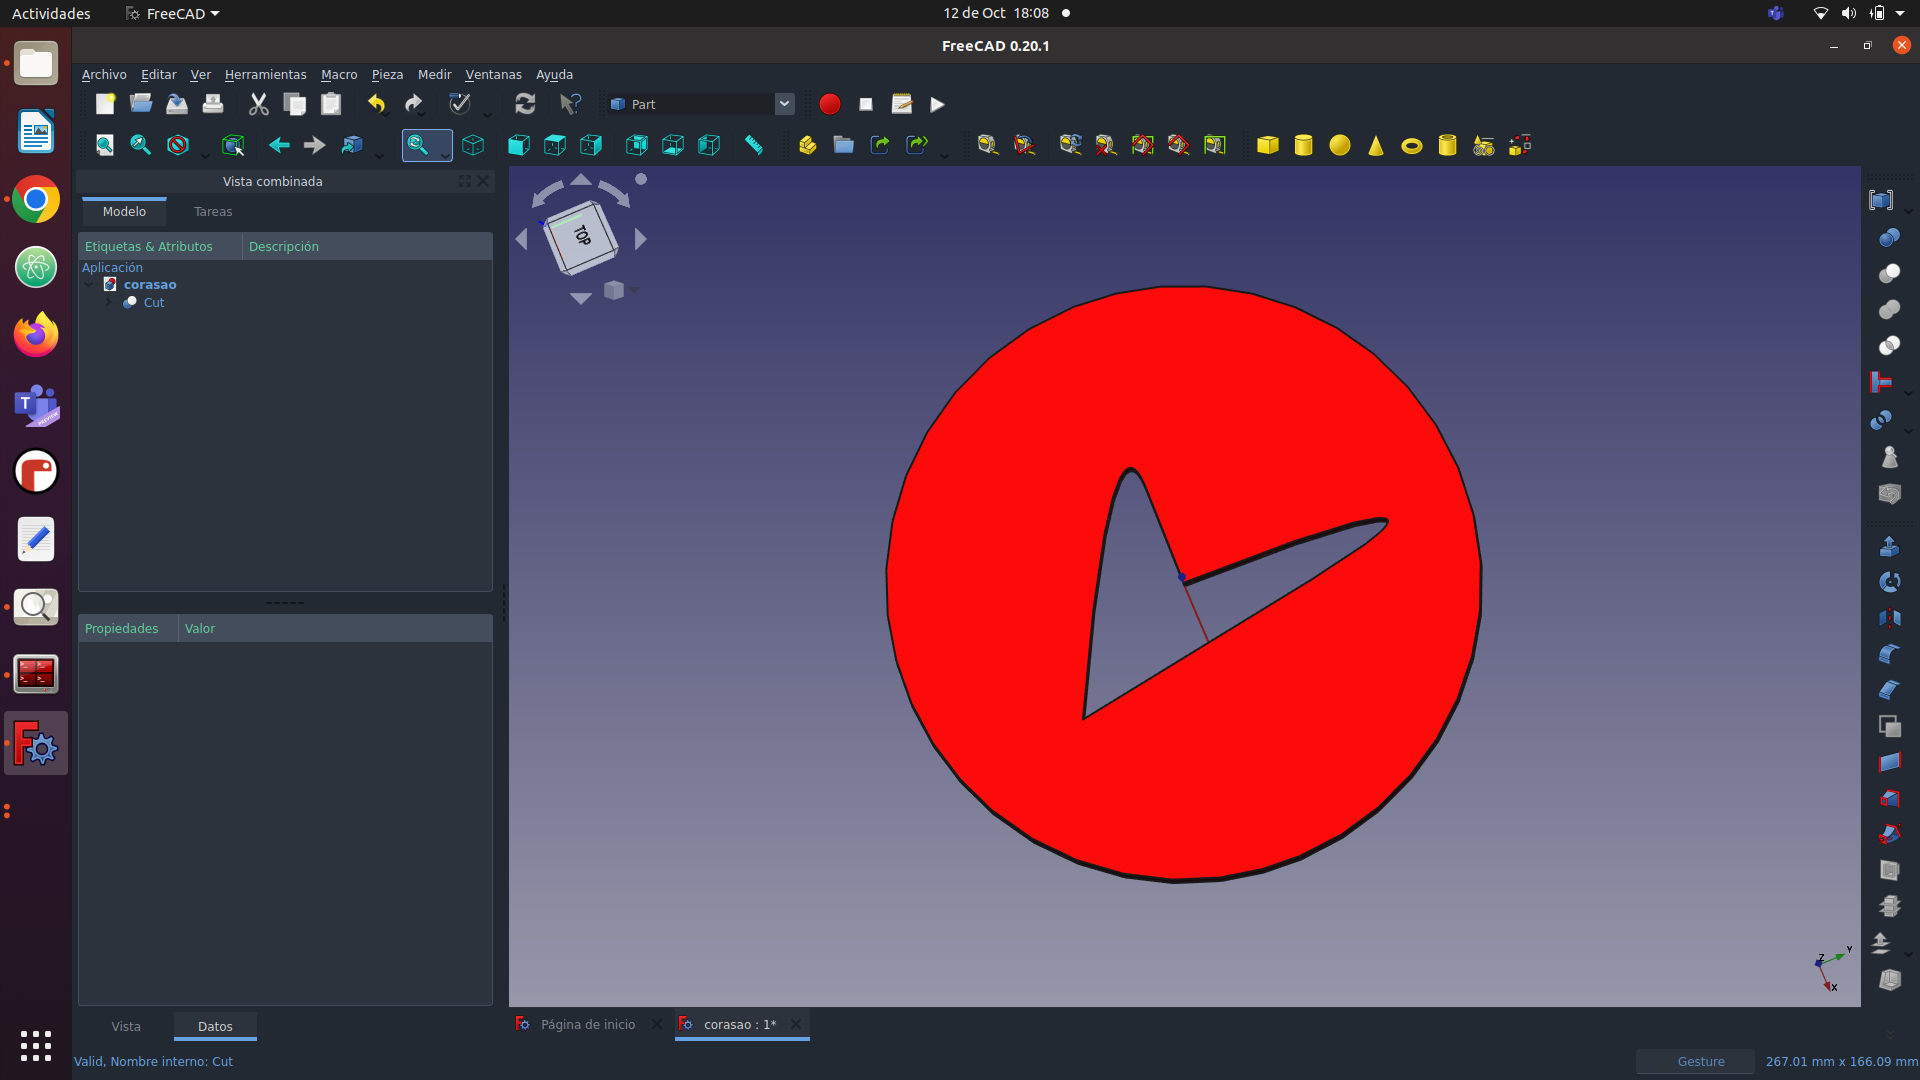 Actividades FreeCAD 12 de Oct 18:08
FreeCAD 0.20.1
Archivo Editar Ver Herramientas Macro Pieza Medir Ventanas Ayuda
Part
Vista combinada
Modelo Tareas
Etiquetas & Atributos Descripción
Aplicación
corasao
Cut
TOP
Propiedades Valor
Z Y
X
Vista Datos
Página de inicio corasao : 1*
Valid, Nombre interno: Cut
Gesture 267.01 mm x 166.09 mm